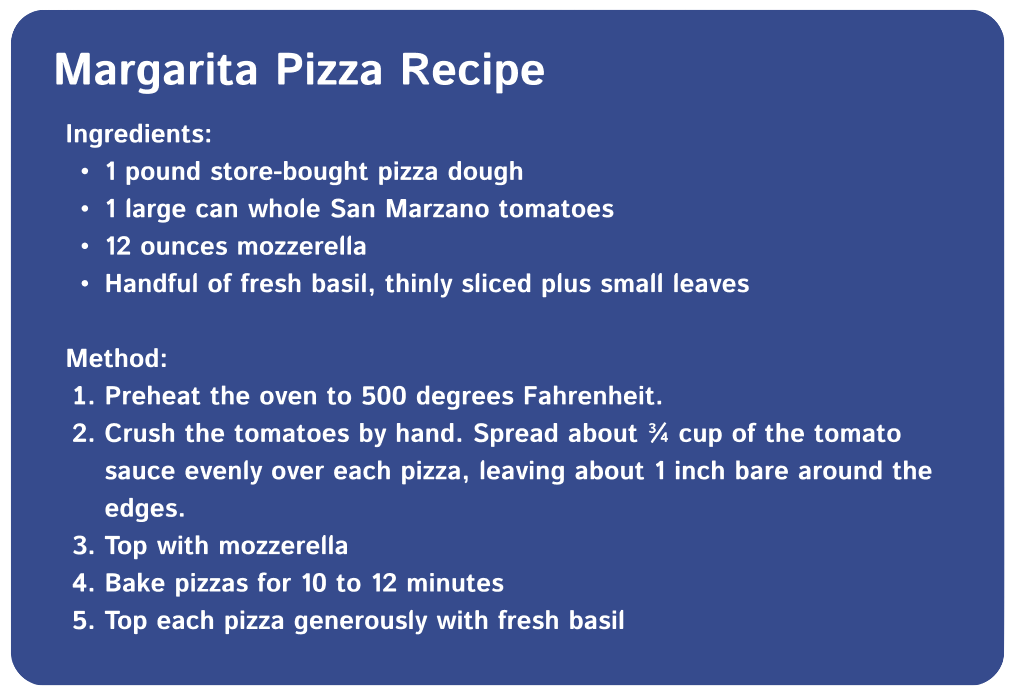 Margarita Pizza Recipe
Ingredients:
• 1 pound store-bought pizza dough
• 1 large can whole San Marzano tomatoes
• 12 ounces mozzerella
• Handful of fresh basil, thinly sliced plus small leaves
Method:
1. Preheat the oven to 500 degrees Fahrenheit.
2. Crush the tomatoes by hand. Spread about ¾ cup of the tomato
sauce evenly over each pizza, leaving about 1 inch bare around the
edges.
3. Top with mozzerella
4. Bake pizzas for 10 to 12 minutes
5. Top each pizza generously with fresh basil